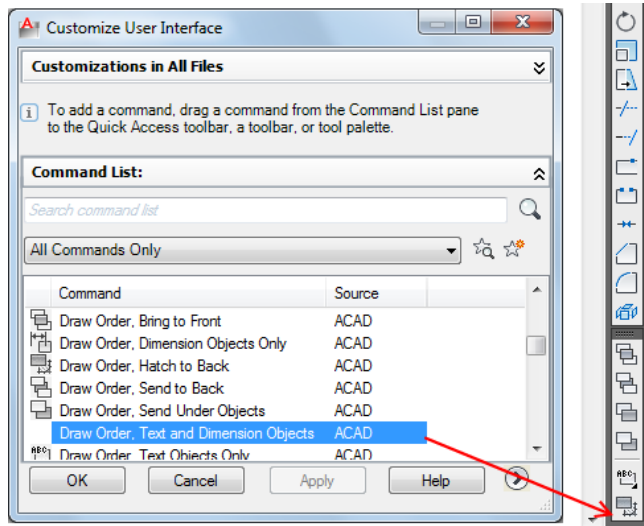 Customize User Interface
Customizations in All Files
To add a command, drag a command from the Command List pane
to the Quick Access toolbar, a toolbar, or tool palette.
Command List:
Search command list
All Commands Only
Command Source
Draw Order, Bring to Front ACAD
Draw Order, Dimension Objects Only ACAD
Draw Order, Hatch to Back ACAD
Draw Order, Send to Back ACAD
Draw Order, Send Under Objects ACAD
Draw Order, Text and Dimension Objects ACAD
ABC Draw Order, Text Objects Only ACAD
OK Cancel Apply Help
ABC